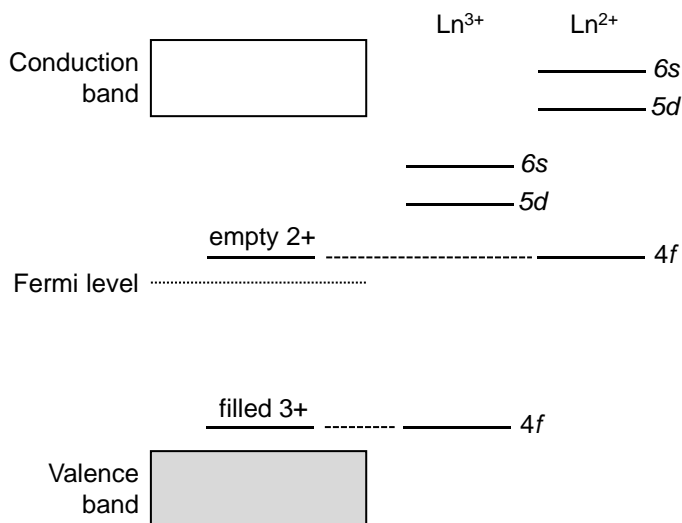 Ln³⁺ Ln²⁺
Conduction
band
6s
5d
6s
5d
empty 2+
4f
Fermi level
filled 3+
4f
Valence
band